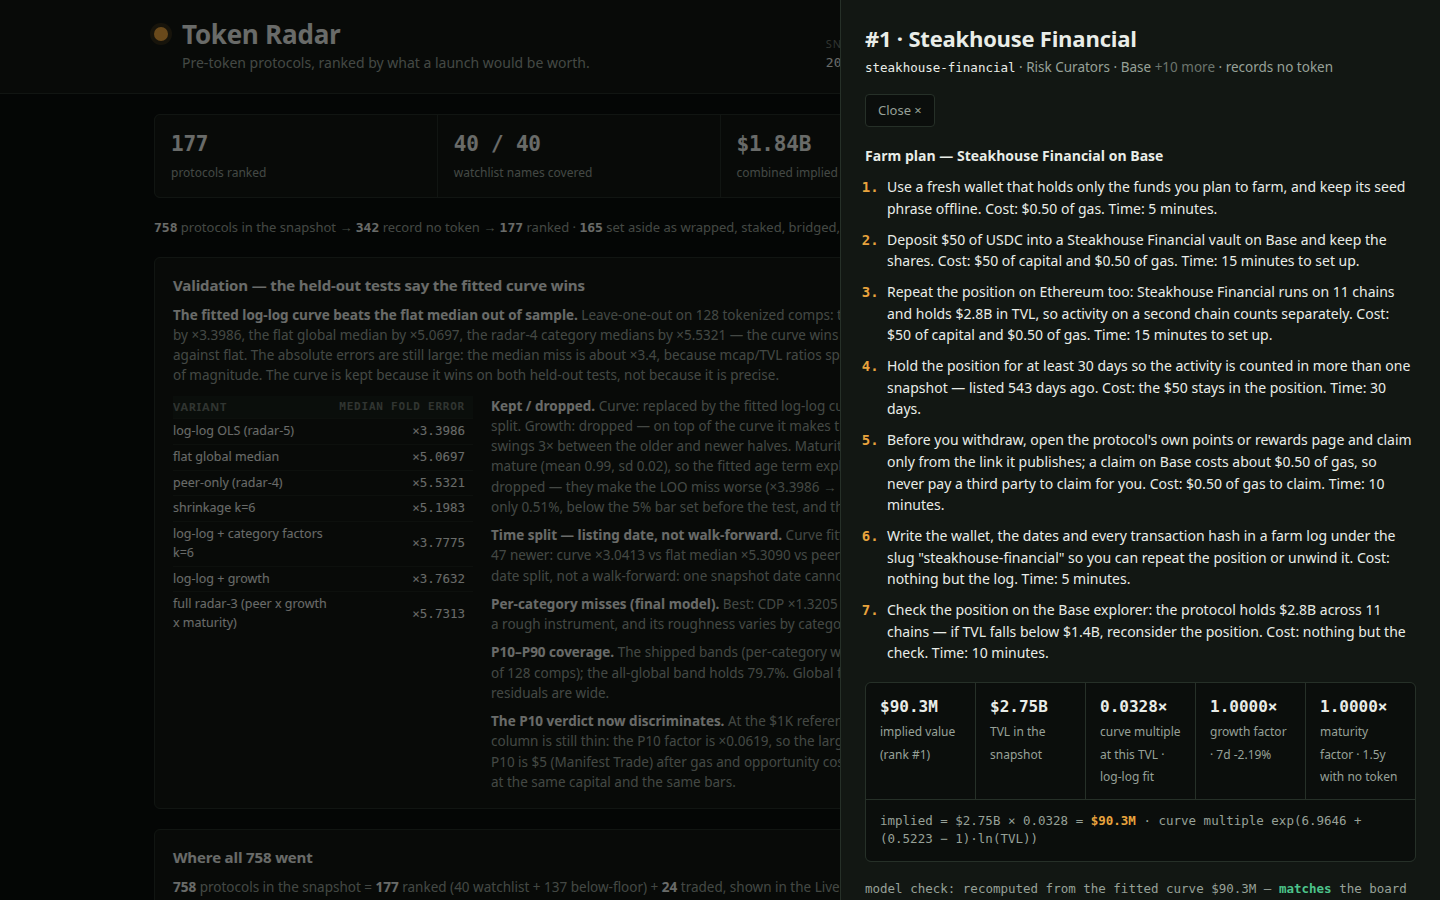 Token Radar
Pre-token protocols, ranked by what a launch would be worth.
SN
20
177
protocols ranked
40 / 40
watchlist names covered
$1.84B
combined implied
758 protocols in the snapshot → 342 record no token → 177 ranked · 165 set aside as wrapped, staked, bridged,
Validation — the held-out tests say the fitted curve wins
The fitted log-log curve beats the flat median out of sample. Leave-one-out on 128 tokenized comps: t
by ×3.3986, the flat global median by ×5.0697, the radar-4 category medians by ×5.5321 — the curve wins
against flat. The absolute errors are still large: the median miss is about ×3.4, because mcap/TVL ratios sp
of magnitude. The curve is kept because it wins on both held-out tests, not because it is precise.
VARIANT MEDIAN FOLD ERROR
log-log OLS (radar-5) ×3.3986
flat global median ×5.0697
peer-only (radar-4) ×5.5321
shrinkage k=6 ×5.1983
log-log + category factors
k=6 ×3.7775
log-log + growth ×3.7632
full radar-3 (peer x growth
x maturity) ×5.7313
Kept / dropped. Curve: replaced by the fitted log-log cu
split. Growth: dropped — on top of the curve it makes t
swings 3× between the older and newer halves. Maturit
mature (mean 0.99, sd 0.02), so the fitted age term expl
dropped — they make the LOO miss worse (×3.3986 →
only 0.51%, below the 5% bar set before the test, and th
Time split — listing date, not walk-forward. Curve fit
47 newer: curve ×3.0413 vs flat median ×5.3090 vs peer
date split, not a walk-forward: one snapshot date canno
Per-category misses (final model). Best: CDP ×1.3205
a rough instrument, and its roughness varies by catego
P10–P90 coverage. The shipped bands (per-category w
of 128 comps); the all-global band holds 79.7%. Global f
residuals are wide.
The P10 verdict now discriminates. At the $1K referer
column is still thin: the P10 factor is ×0.0619, so the larg
P10 is $5 (Manifest Trade) after gas and opportunity cos
at the same capital and the same bars.
Where all 758 went
758 protocols in the snapshot = 177 ranked (40 watchlist + 137 below-floor) + 24 traded, shown in the Live
#1 · Steakhouse Financial
steakhouse-financial · Risk Curators · Base +10 more · records no token
Close ×
Farm plan — Steakhouse Financial on Base
1. Use a fresh wallet that holds only the funds you plan to farm, and keep its seed
phrase offline. Cost: $0.50 of gas. Time: 5 minutes.
2. Deposit $50 of USDC into a Steakhouse Financial vault on Base and keep the
shares. Cost: $50 of capital and $0.50 of gas. Time: 15 minutes to set up.
3. Repeat the position on Ethereum too: Steakhouse Financial runs on 11 chains
and holds $2.8B in TVL, so activity on a second chain counts separately. Cost:
$50 of capital and $0.50 of gas. Time: 15 minutes to set up.
4. Hold the position for at least 30 days so the activity is counted in more than one
snapshot — listed 543 days ago. Cost: the $50 stays in the position. Time: 30
days.
5. Before you withdraw, open the protocol's own points or rewards page and claim
only from the link it publishes; a claim on Base costs about $0.50 of gas, so
never pay a third party to claim for you. Cost: $0.50 of gas to claim. Time: 10
minutes.
6. Write the wallet, the dates and every transaction hash in a farm log under the
slug "steakhouse-financial" so you can repeat the position or unwind it. Cost:
nothing but the log. Time: 5 minutes.
7. Check the position on the Base explorer: the protocol holds $2.8B across 11
chains — if TVL falls below $1.4B, reconsider the position. Cost: nothing but the
check. Time: 10 minutes.
$90.3M
implied value
(rank #1)
$2.75B
TVL in the
snapshot
0.0328×
curve multiple
at this TVL ·
log-log fit
1.0000×
growth factor
· 7d -2.19%
1.0000×
maturity
factor · 1.5y
with no token
implied = $2.75B × 0.0328 = $90.3M · curve multiple exp(6.9646 +
(0.5223 − 1)·ln(TVL))
model check: recomputed from the fitted curve $90.3M — matches the board